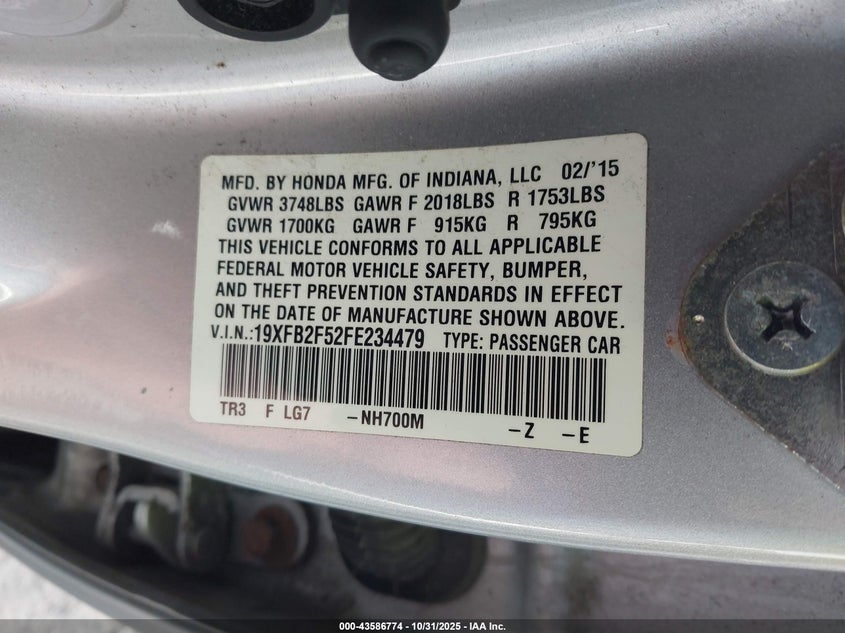 MFD. BY HONDA MFG. OF INDIANA, LLC 02/'15
GVWR 3748LBS GAWR F 2018LBS R 1753LBS
GVWR 1700KG GAWR F 915KG R 795KG
THIS VEHICLE CONFORMS TO ALL APPLICABLE
FEDERAL MOTOR VEHICLE SAFETY, BUMPER,
AND THEFT PREVENTION STANDARDS IN EFFECT
ON THE DATE OF MANUFACTURE SHOWN ABOVE.
V.I.N.:19XFB2F52FE234479 TYPE: PASSENGER CAR
TR3 F LG7 -NH700M -Z -E
000-43586774 - 10/31/2025 - IAA Inc.